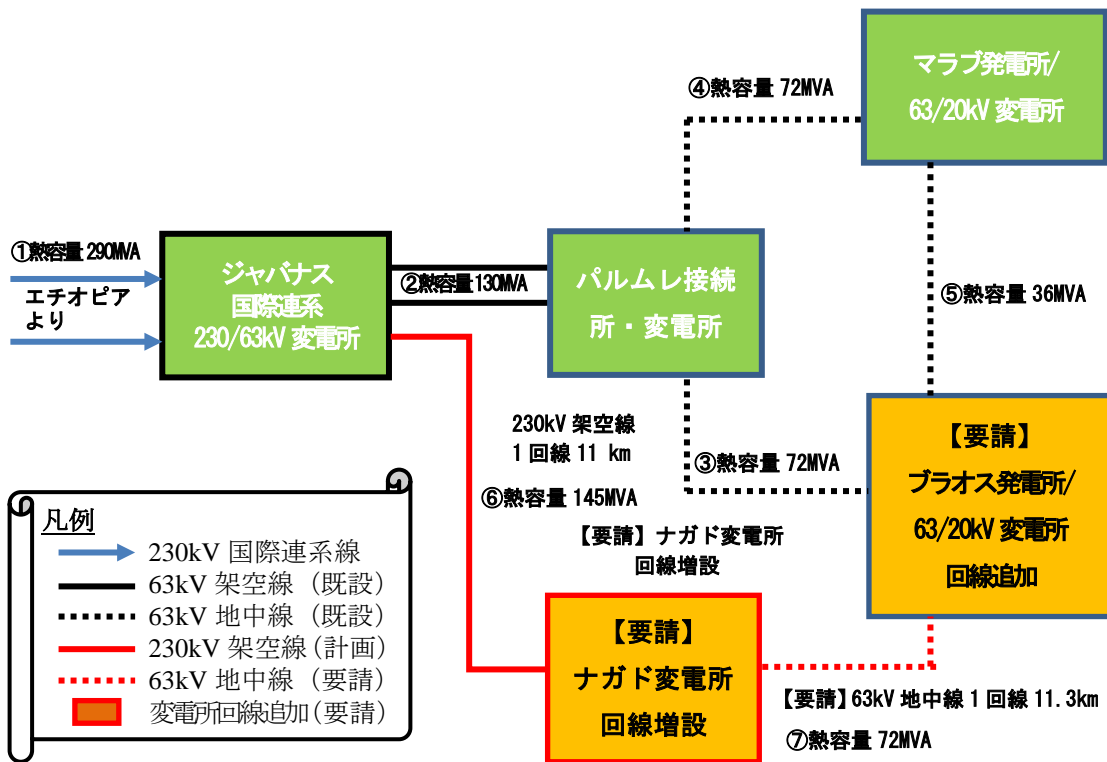 マラブ発電所/
63/20kV 変電所
④熱容量 72MVA
①熱容量 290MVA
エチオピア
より
ジャバナス
国際連系
230/63kV 変電所
②熱容量 130MVA
パルムレ接続
所・変電所
⑤熱容量 36MVA
230kV 架空線
1 回線 11 km
③熱容量 72MVA
⑥熱容量 145MVA
【要請】
ブラオス発電所/
63/20kV 変電所
回線追加
【要請】ナガド変電所
回線増設
【要請】
ナガド変電所
回線増設
【要請】63kV 地中線 1 回線 11.3km
⑦熱容量 72MVA
凡例
230kV 国際連系線
63kV 架空線（既設）
63kV 地中線（既設）
230kV 架空線（計画）
63kV 地中線（要請）
変電所回線追加（要請）